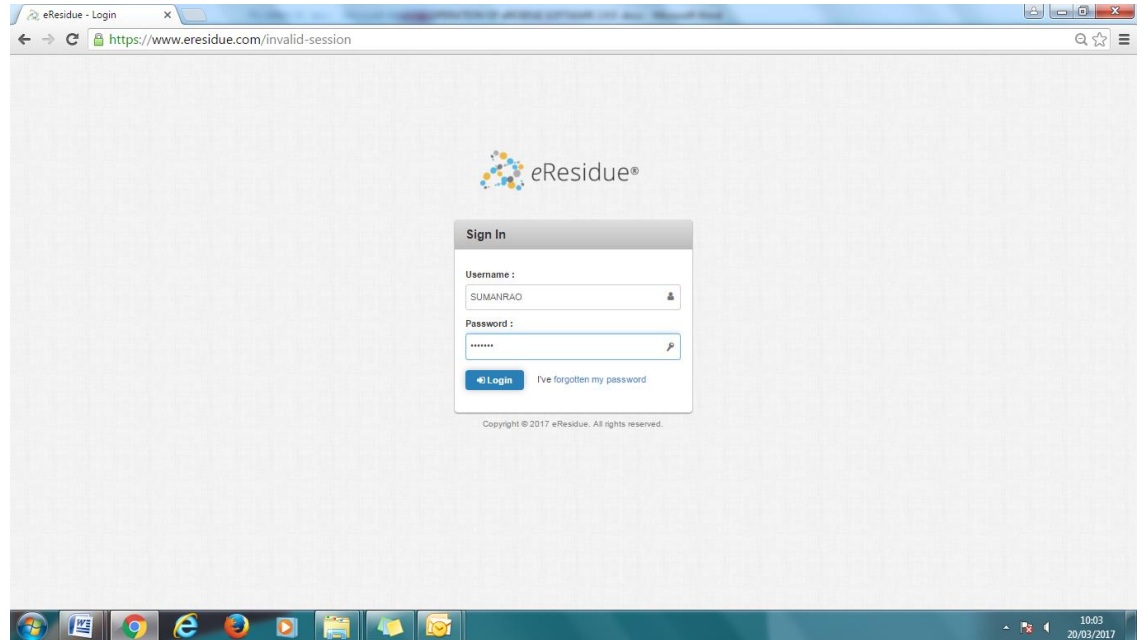 eResidue - Login
https://www.eresidue.com/invalid-session
eResidue®
Sign In
Username :
SUMANRAO
Password :
•••••••
Login I've forgotten my password
Copyright © 2017 eResidue. All rights reserved.
10:03
20/03/2017